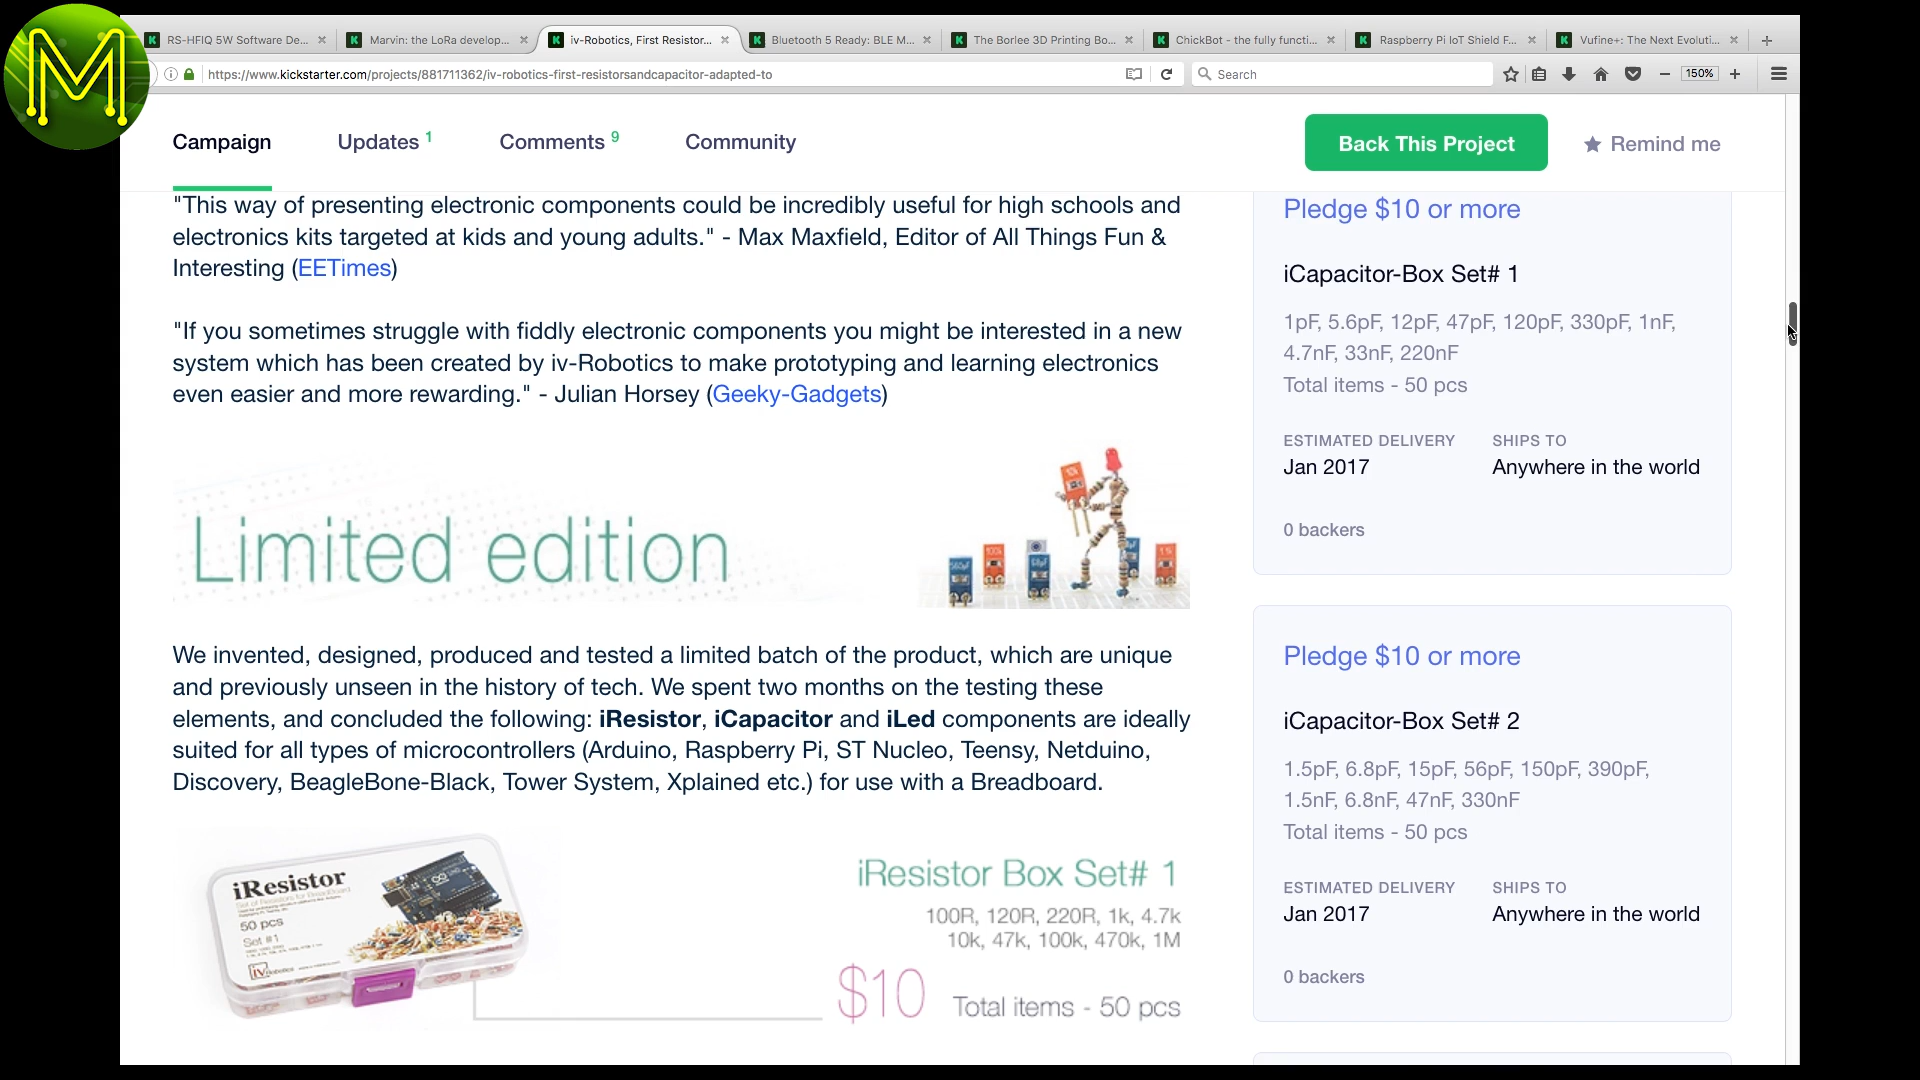 M
RS-HFIQ 5W Software De...
Marvin: the LoRa develop...
iv-Robotics, First Resistor...
Bluetooth 5 Ready: BLE M...
The Borlee 3D Printing Bo...
ChickBot - the fully functi...
Raspberry Pi IoT Shield F...
Vufine+: The Next Evoluti...
https://www.kickstarter.com/projects/881711362/iv-robotics-first-resistorsandcapacitor-adapted-to
Search
150%
Campaign
Updates 1
Comments 9
Community
Back This Project
Remind me
"This way of presenting electronic components could be incredibly useful for high schools and
electronics kits targeted at kids and young adults." - Max Maxfield, Editor of All Things Fun &
Interesting (EETimes)
"If you sometimes struggle with fiddly electronic components you might be interested in a new
system which has been created by iv-Robotics to make prototyping and learning electronics
even easier and more rewarding." - Julian Horsey (Geeky-Gadgets)
Limited edition
We invented, designed, produced and tested a limited batch of the product, which are unique
and previously unseen in the history of tech. We spent two months on the testing these
elements, and concluded the following: iResistor, iCapacitor and iLed components are ideally
suited for all types of microcontrollers (Arduino, Raspberry Pi, ST Nucleo, Teensy, Netduino,
Discovery, BeagleBone-Black, Tower System, Xplained etc.) for use with a Breadboard.
iResistor
50 pcs
Set #1
iResistor Box Set# 1
100R, 120R, 220R, 1k, 4.7k
10k, 47k, 100k, 470k, 1M
$10
Total items - 50 pcs
Pledge $10 or more
iCapacitor-Box Set# 1
1pF, 5.6pF, 12pF, 47pF, 120pF, 330pF, 1nF,
4.7nF, 33nF, 220nF
Total items - 50 pcs
ESTIMATED DELIVERY
Jan 2017
SHIPS TO
Anywhere in the world
0 backers
Pledge $10 or more
iCapacitor-Box Set# 2
1.5pF, 6.8pF, 15pF, 56pF, 150pF, 390pF,
1.5nF, 6.8nF, 47nF, 330nF
Total items - 50 pcs
ESTIMATED DELIVERY
Jan 2017
SHIPS TO
Anywhere in the world
0 backers